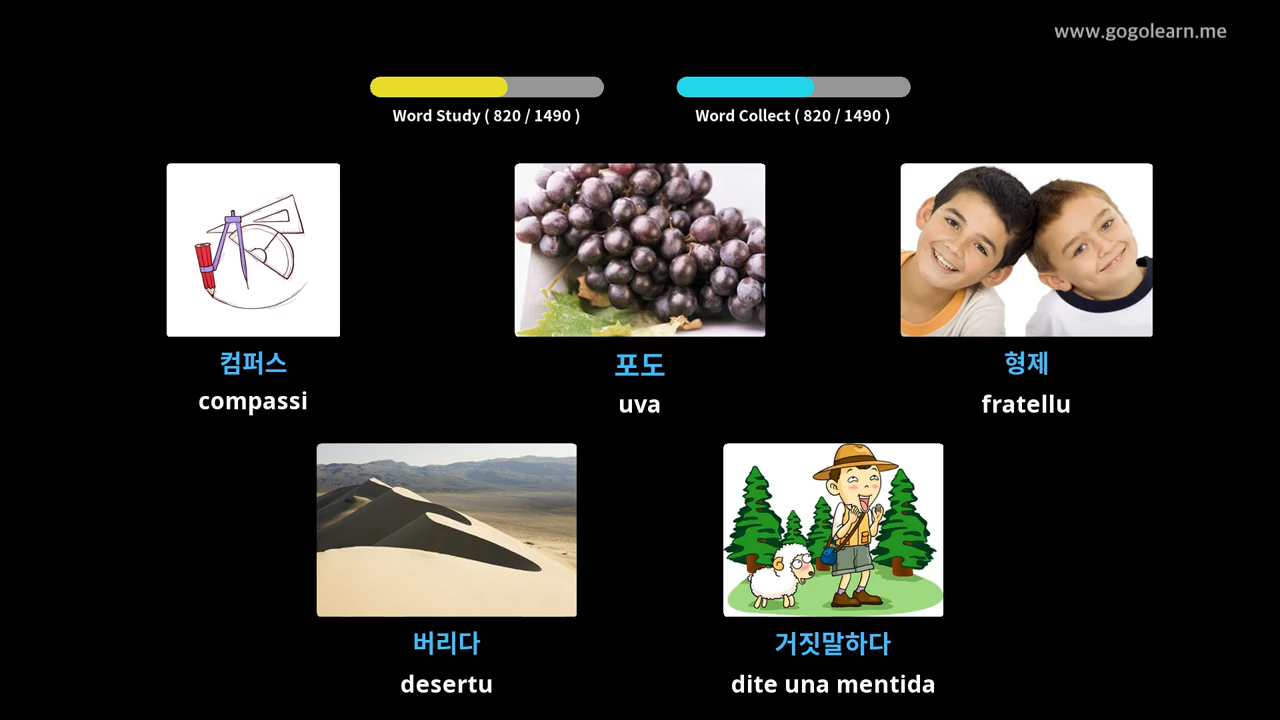 www.gogolearn.me
Word Study ( 820 / 1490 )
Word Collect ( 820 / 1490 )
컴퍼스
compassi
포도
uva
형제
fratellu
버리다
desertu
거짓말하다
dite una mentida